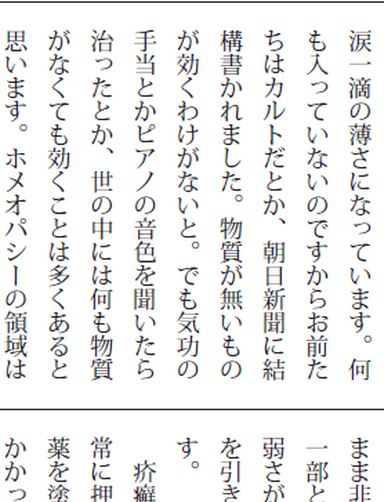 涙一滴の薄さになっています。何
も入っていないのですからお前た
ちはカルトだとか、朝日新聞に結
構書かれました。物質が無いもの
が効くわけがないと。でも気功の
手当とかピアノの音色を聞いたら
治ったとか、世の中には何も物質
がなくても効くことは多くあると
思います。ホメオパシーの領域は
まま非
一部と
弱さが
を引き
す。
疥癬
常に押
薬を塗
かかっ